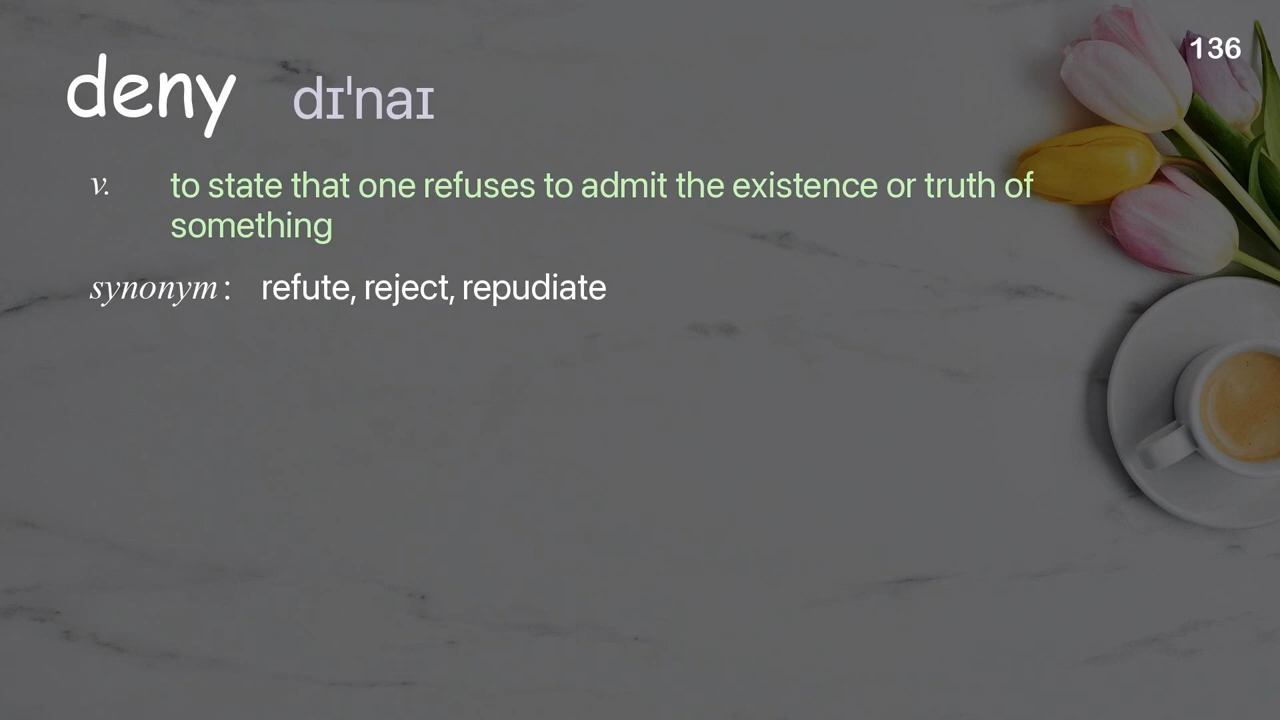 136
deny dɪˈnaɪ
v. to state that one refuses to admit the existence or truth of
something
synonym: refute, reject, repudiate